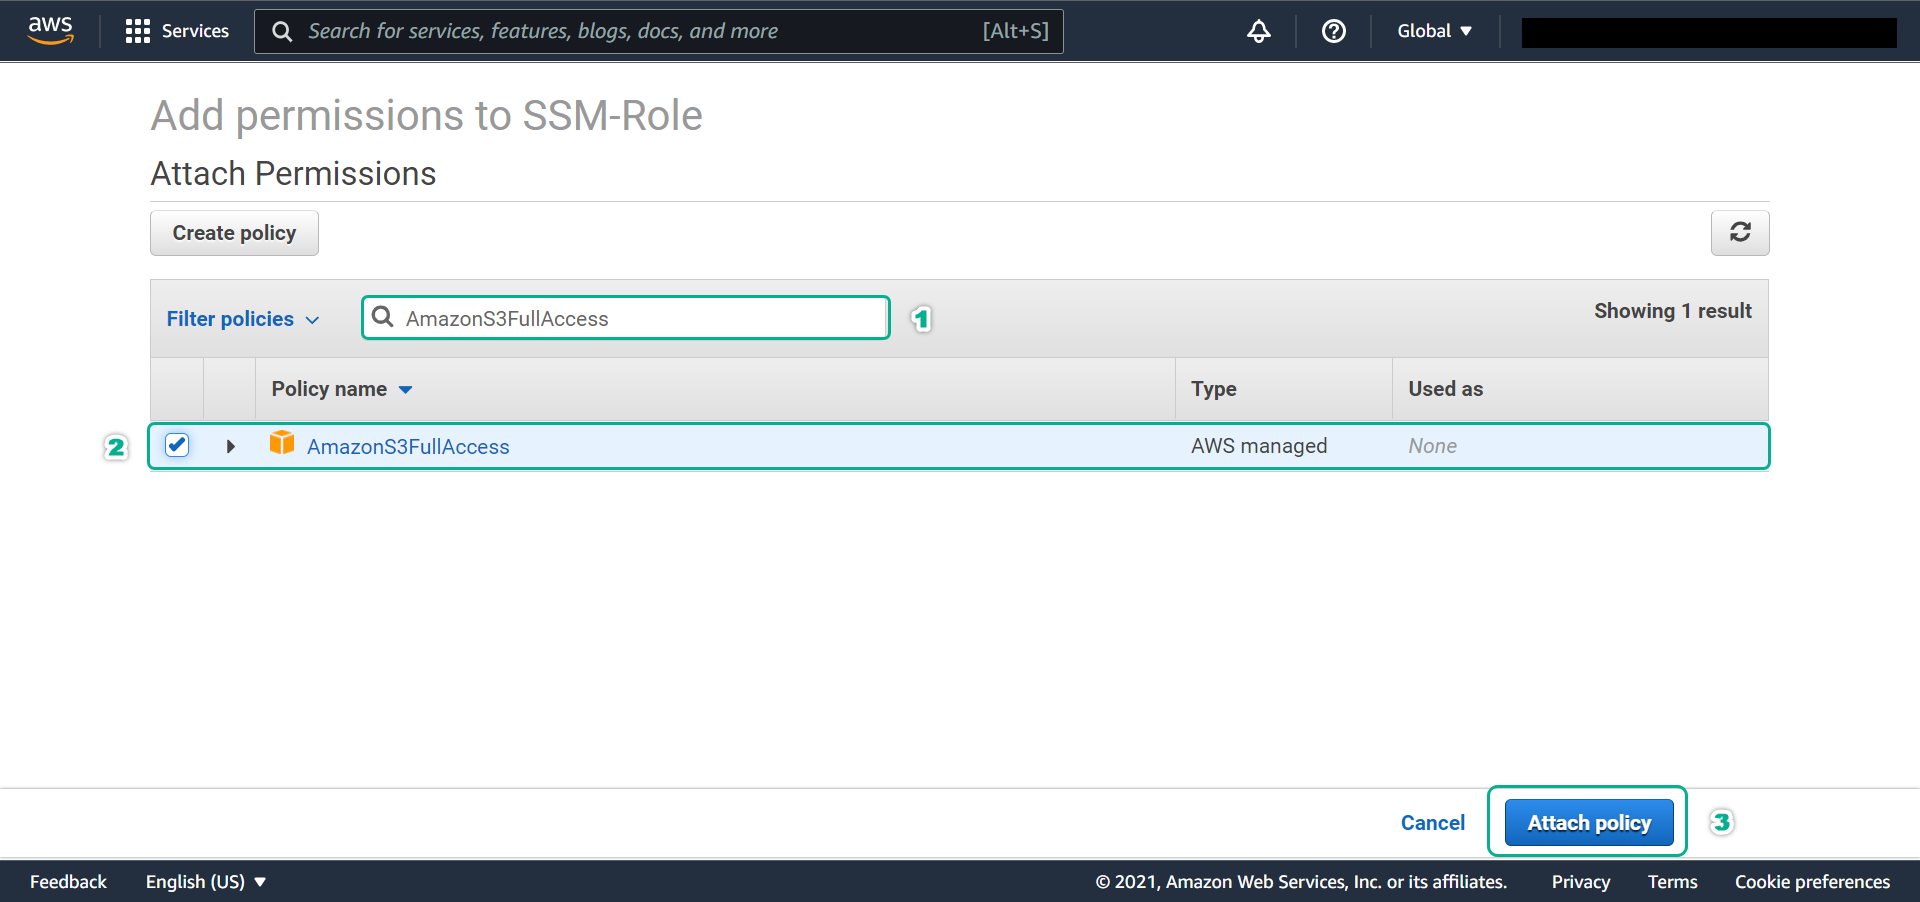 aws Services Search for services, features, blogs, docs, and more [Alt+S] Global
Add permissions to SSM-Role
Attach Permissions
Create policy
Filter policies AmazonS3FullAccess 1 Showing 1 result
Policy name Type Used as
2 AmazonS3FullAccess AWS managed None
Cancel Attach policy 3
Feedback English (US) © 2021, Amazon Web Services, Inc. or its affiliates. Privacy Terms Cookie preferences